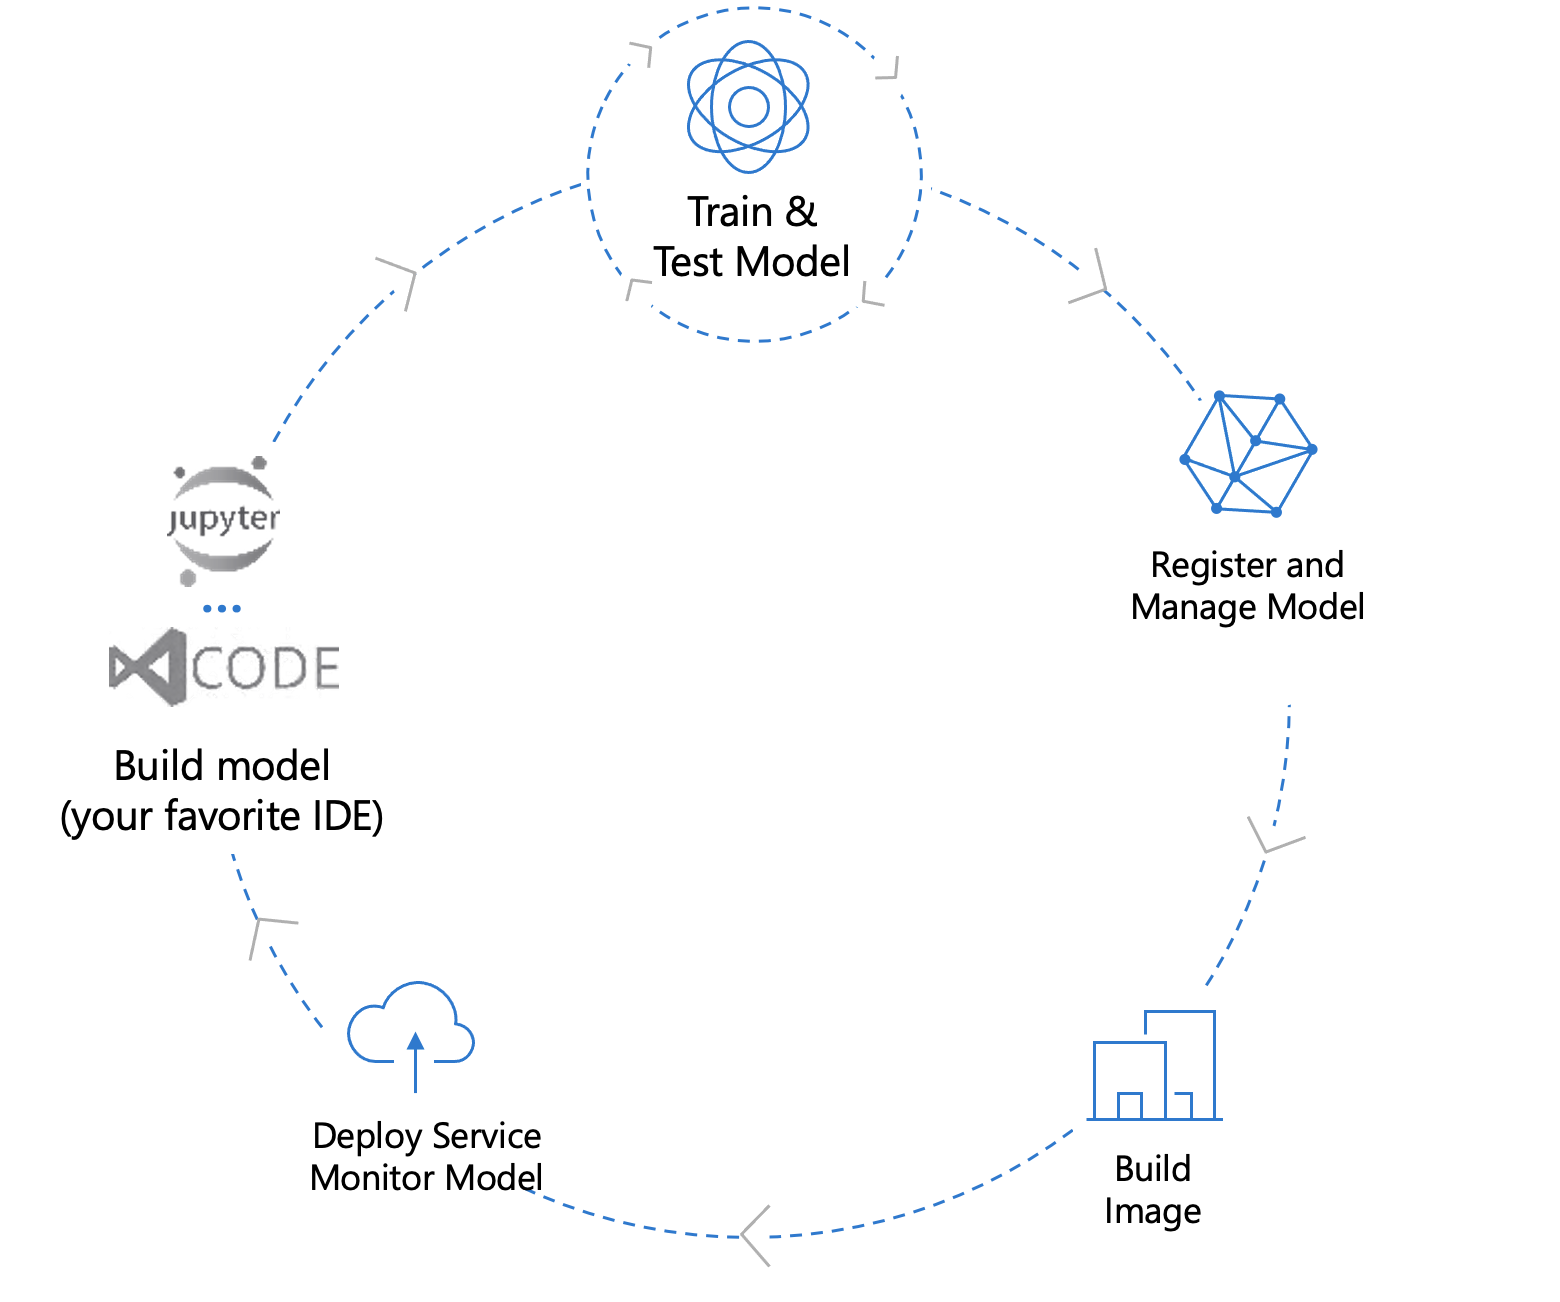 Train &
Test Model
Register and
Manage Model
jupyter
CODE
Build model
(your favorite IDE)
Deploy Service
Monitor Model
Build
Image